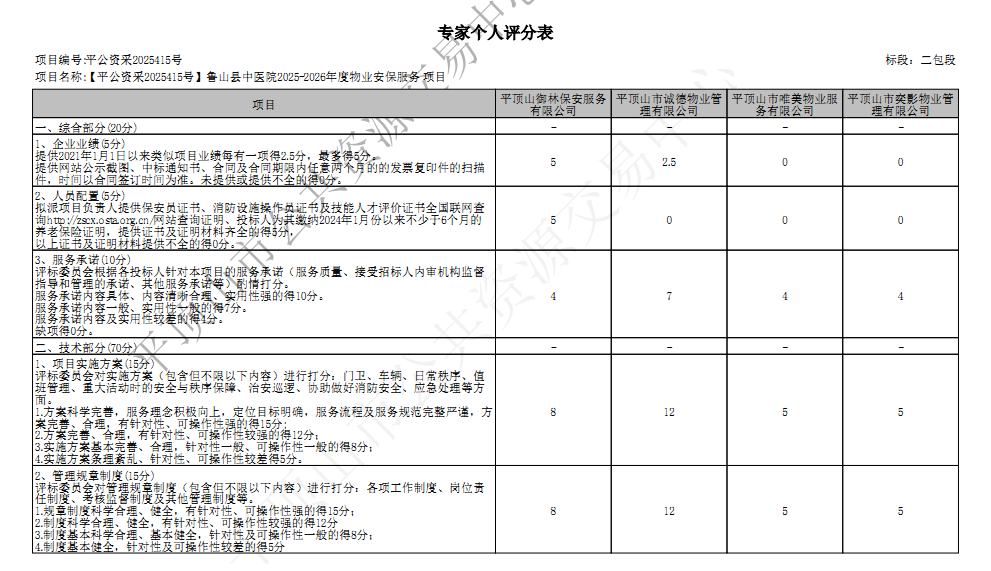 专家个人评分表
项目编号:平公资采2025415号
标段：二包段
项目名称:【平公资采2025415号】鲁山县中医院2025-2026年度物业安保服务 项目
项目
平顶山御林保安服务
有限公司
平顶山市诚德物业管
理有限公司
平顶山市唯美物业服
务有限公司
平顶山市奕影物业管
理有限公司
一、综合部分(20分)
-
-
-
-
1、企业业绩(5分)
提供2021年1月1日以来类似项目业绩每有一项得2.5分，最多得5分。
提供网站公示截图、中标通知书、合同及合同期限内任意两个月的的发票复印件的扫描
件，时间以合同签订时间为准。未提供或提供不全的得0分。
5
2.5
0
0
2、人员配置(5分)
拟派项目负责人提供保安员证书、消防设施操作员证书及技能人才评价证书全国联网查
询http://zscx.osta.org.cn/网站查询证明、投标人为其缴纳2024年1月份以来不少于6个月的
养老保险证明，提供证书及证明材料齐全的得5分，
以上证书及证明材料提供不全的得0分。
5
0
0
0
3、服务承诺(10分)
评标委员会根据各投标人针对本项目的服务承诺（服务质量、接受招标人内审机构监督
指导和管理的承诺、其他服务承诺等）酌情打分。
服务承诺内容具体、内容清晰合理、实用性强的得10分。
服务承诺内容一般、实用性一般的得7分。
服务承诺内容及实用性较差的得4分。
缺项得0分。
4
7
4
4
二、技术部分(70分)
-
-
-
-
1、项目实施方案(15分)
评标委员会对实施方案（包含但不限以下内容）进行打分：门卫、车辆、日常秩序、值
班管理、重大活动时的安全与秩序保障、治安巡逻、协助做好消防安全、应急处理等方
面。
1.方案科学完善，服务理念积极向上，定位目标明确，服务流程及服务规范完整严谨，方
案完善、合理，有针对性、可操作性强的得15分；
2.方案完善、合理，有针对性、可操作性较强的得12分；
3.实施方案基本完善、合理，针对性一般、可操作性一般的得8分；
4.实施方案条理紊乱、针对性、可操作性较差得5分。
8
12
5
5
2、管理规章制度(15分)
评标委员会对管理规章制度（包含但不限以下内容）进行打分：各项工作制度、岗位责
任制度、考核监督制度及其他管理制度等。
1.规章制度科学合理、健全，有针对性、可操作性强的得15分；
2.制度科学合理、健全，有针对性、可操作性较强的得12分
3.制度基本科学合理、基本健全，针对性及可操作性一般的得8分；
4.制度基本健全，针对性及可操作性较差的得5分
8
12
5
5
平顶山市公共资源交易中心
平顶山市公共资源交易中心